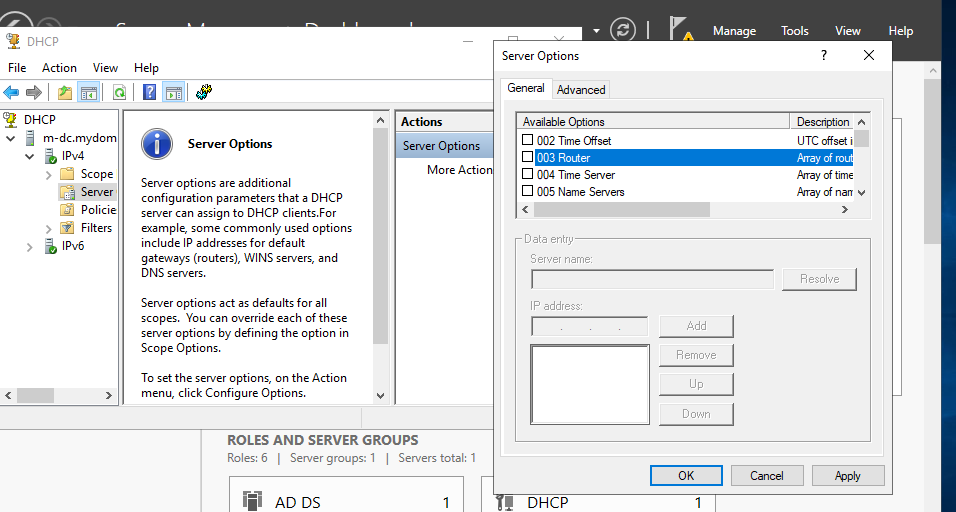 DHCP
File Action View Help
DHCP
m-dc.mydom
IPv4
Scope
Server
Policie
Filters
IPv6
Server Options
Server options are additional
configuration parameters that a DHCP
server can assign to DHCP clients.For
example, some commonly used options
include IP addresses for default
gateways (routers), WINS servers, and
DNS servers.
Server options act as defaults for all
scopes. You can override each of these
server options by defining the option in
Scope Options.
To set the server options, on the Action
menu, click Configure Options.
Actions
Server Options
More Action
Manage Tools View Help
Server Options
General Advanced
Available Options Description
002 Time Offset UTC offset i
003 Router Array of rout
004 Time Server Array of time
005 Name Servers Array of nam
Data entry
Server name:
Resolve
IP address:
Add
Remove
Up
Down
OK Cancel Apply
ROLES AND SERVER GROUPS
Roles: 6 | Server groups: 1 | Servers total: 1
AD DS 1
DHCP 1